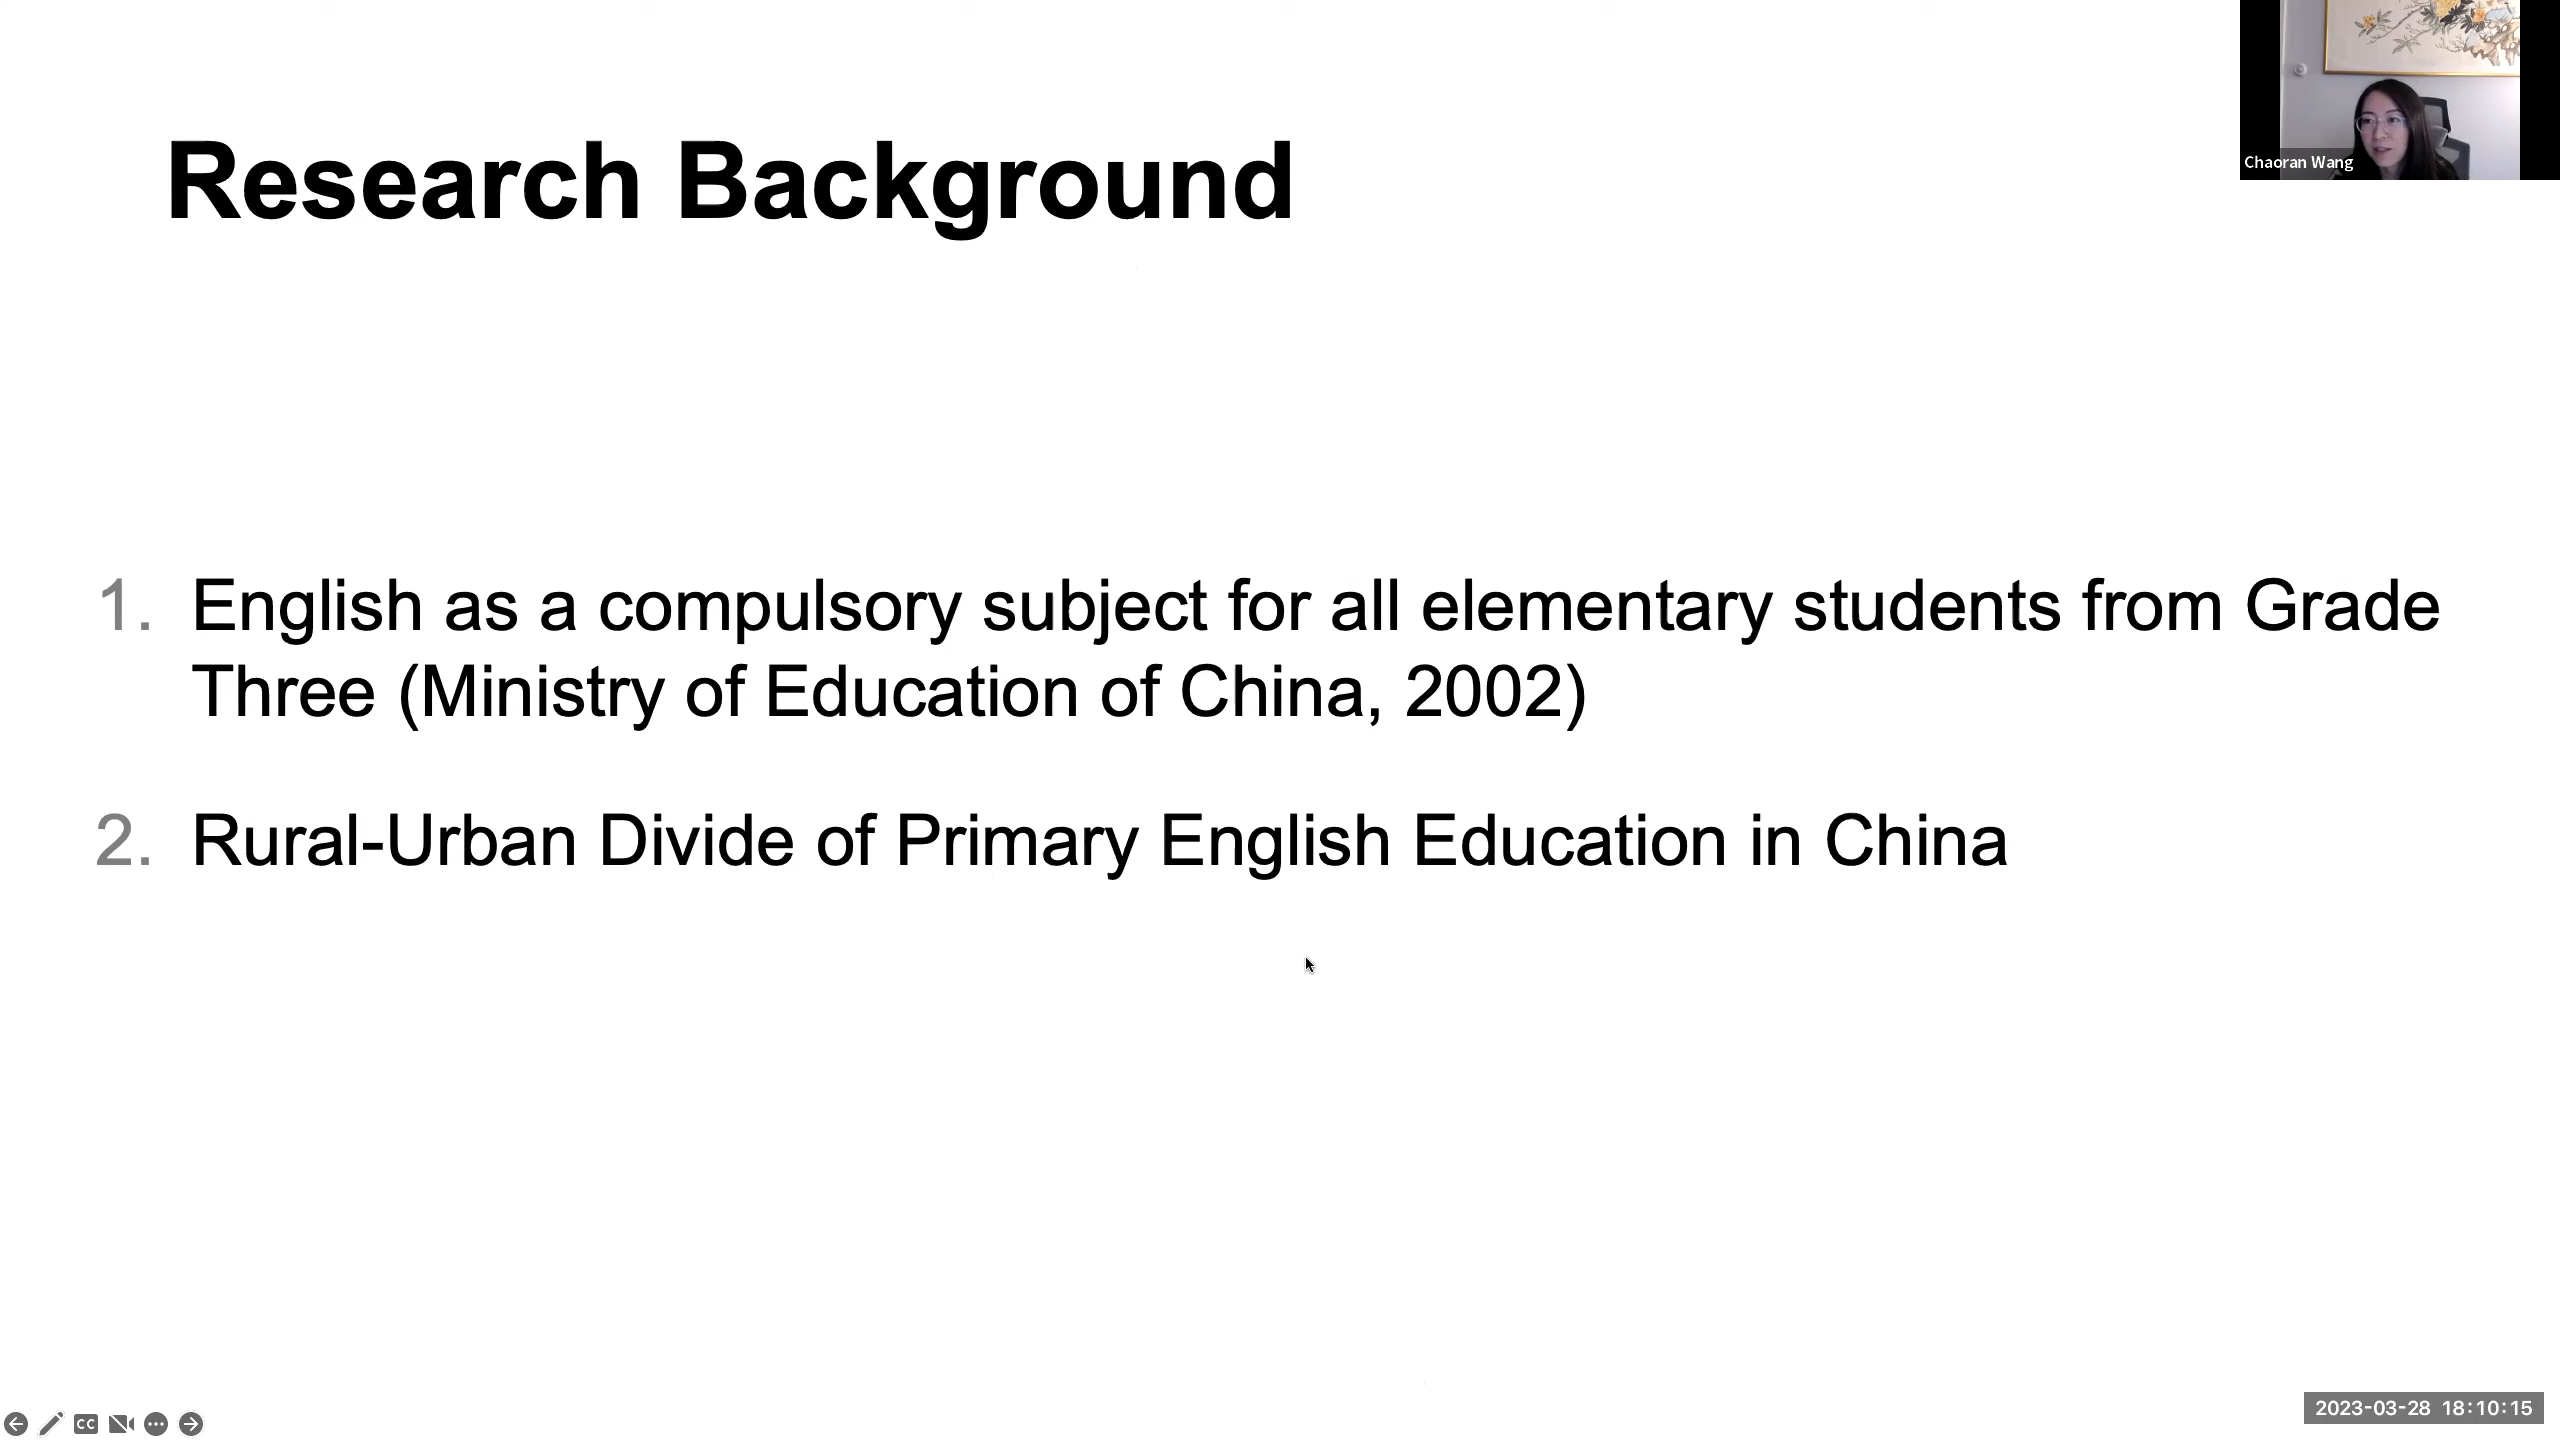 Research Background
Chaoran Wang
1. English as a compulsory subject for all elementary students from Grade
Three (Ministry of Education of China, 2002)
2. Rural-Urban Divide of Primary English Education in China
CC
2023-03-28 18:10:15